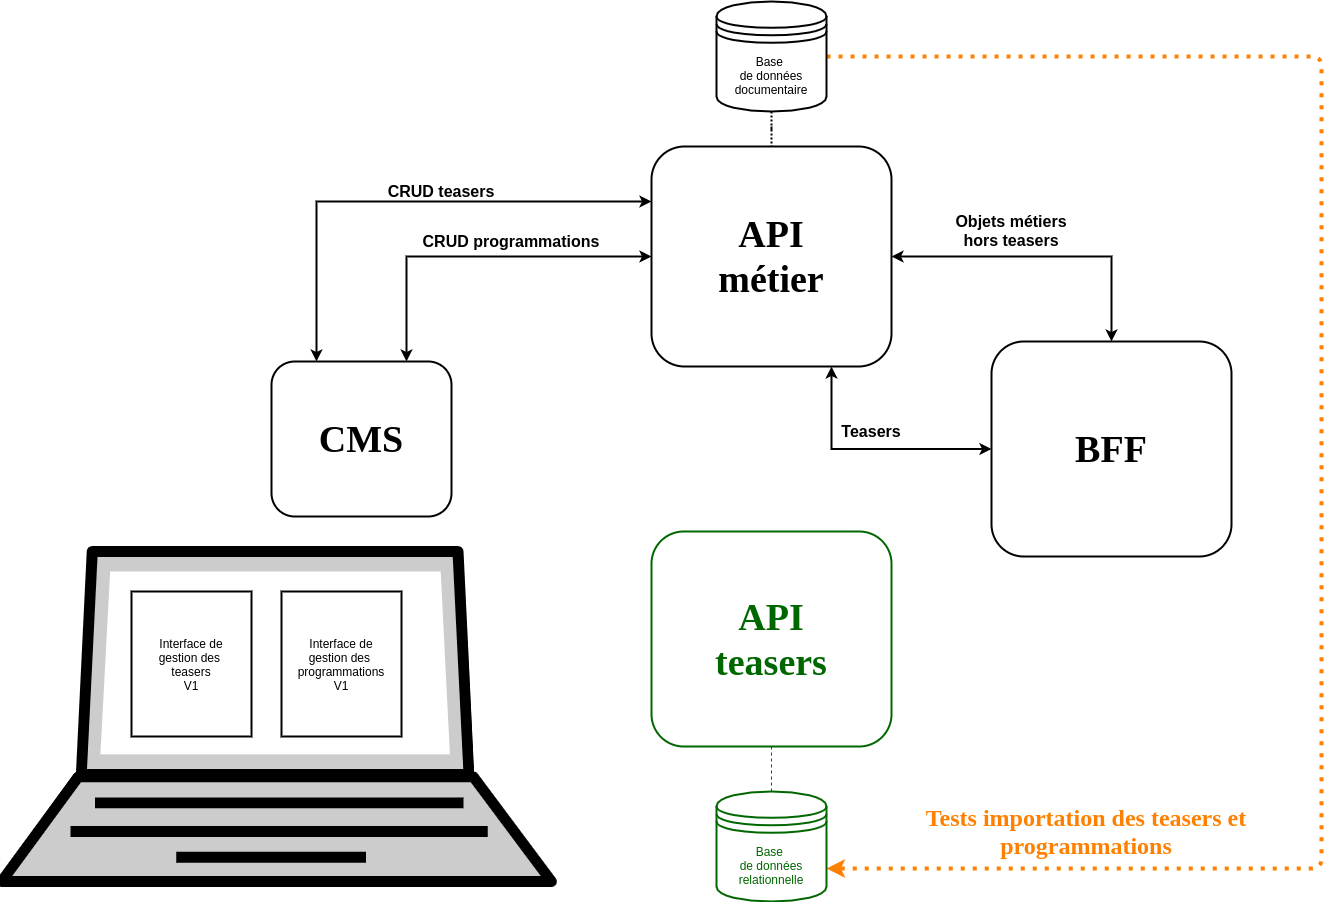 Base
de données
documentaire
CRUD teasers
CRUD programmations
API
métier
Objets métiers
hors teasers
CMS
Teasers
BFF
API
teasers
Interface de
gestion des
teasers
V1
Interface de
gestion des
programmations
V1
Base
de données
relationnelle
Tests importation des teasers et
programmations